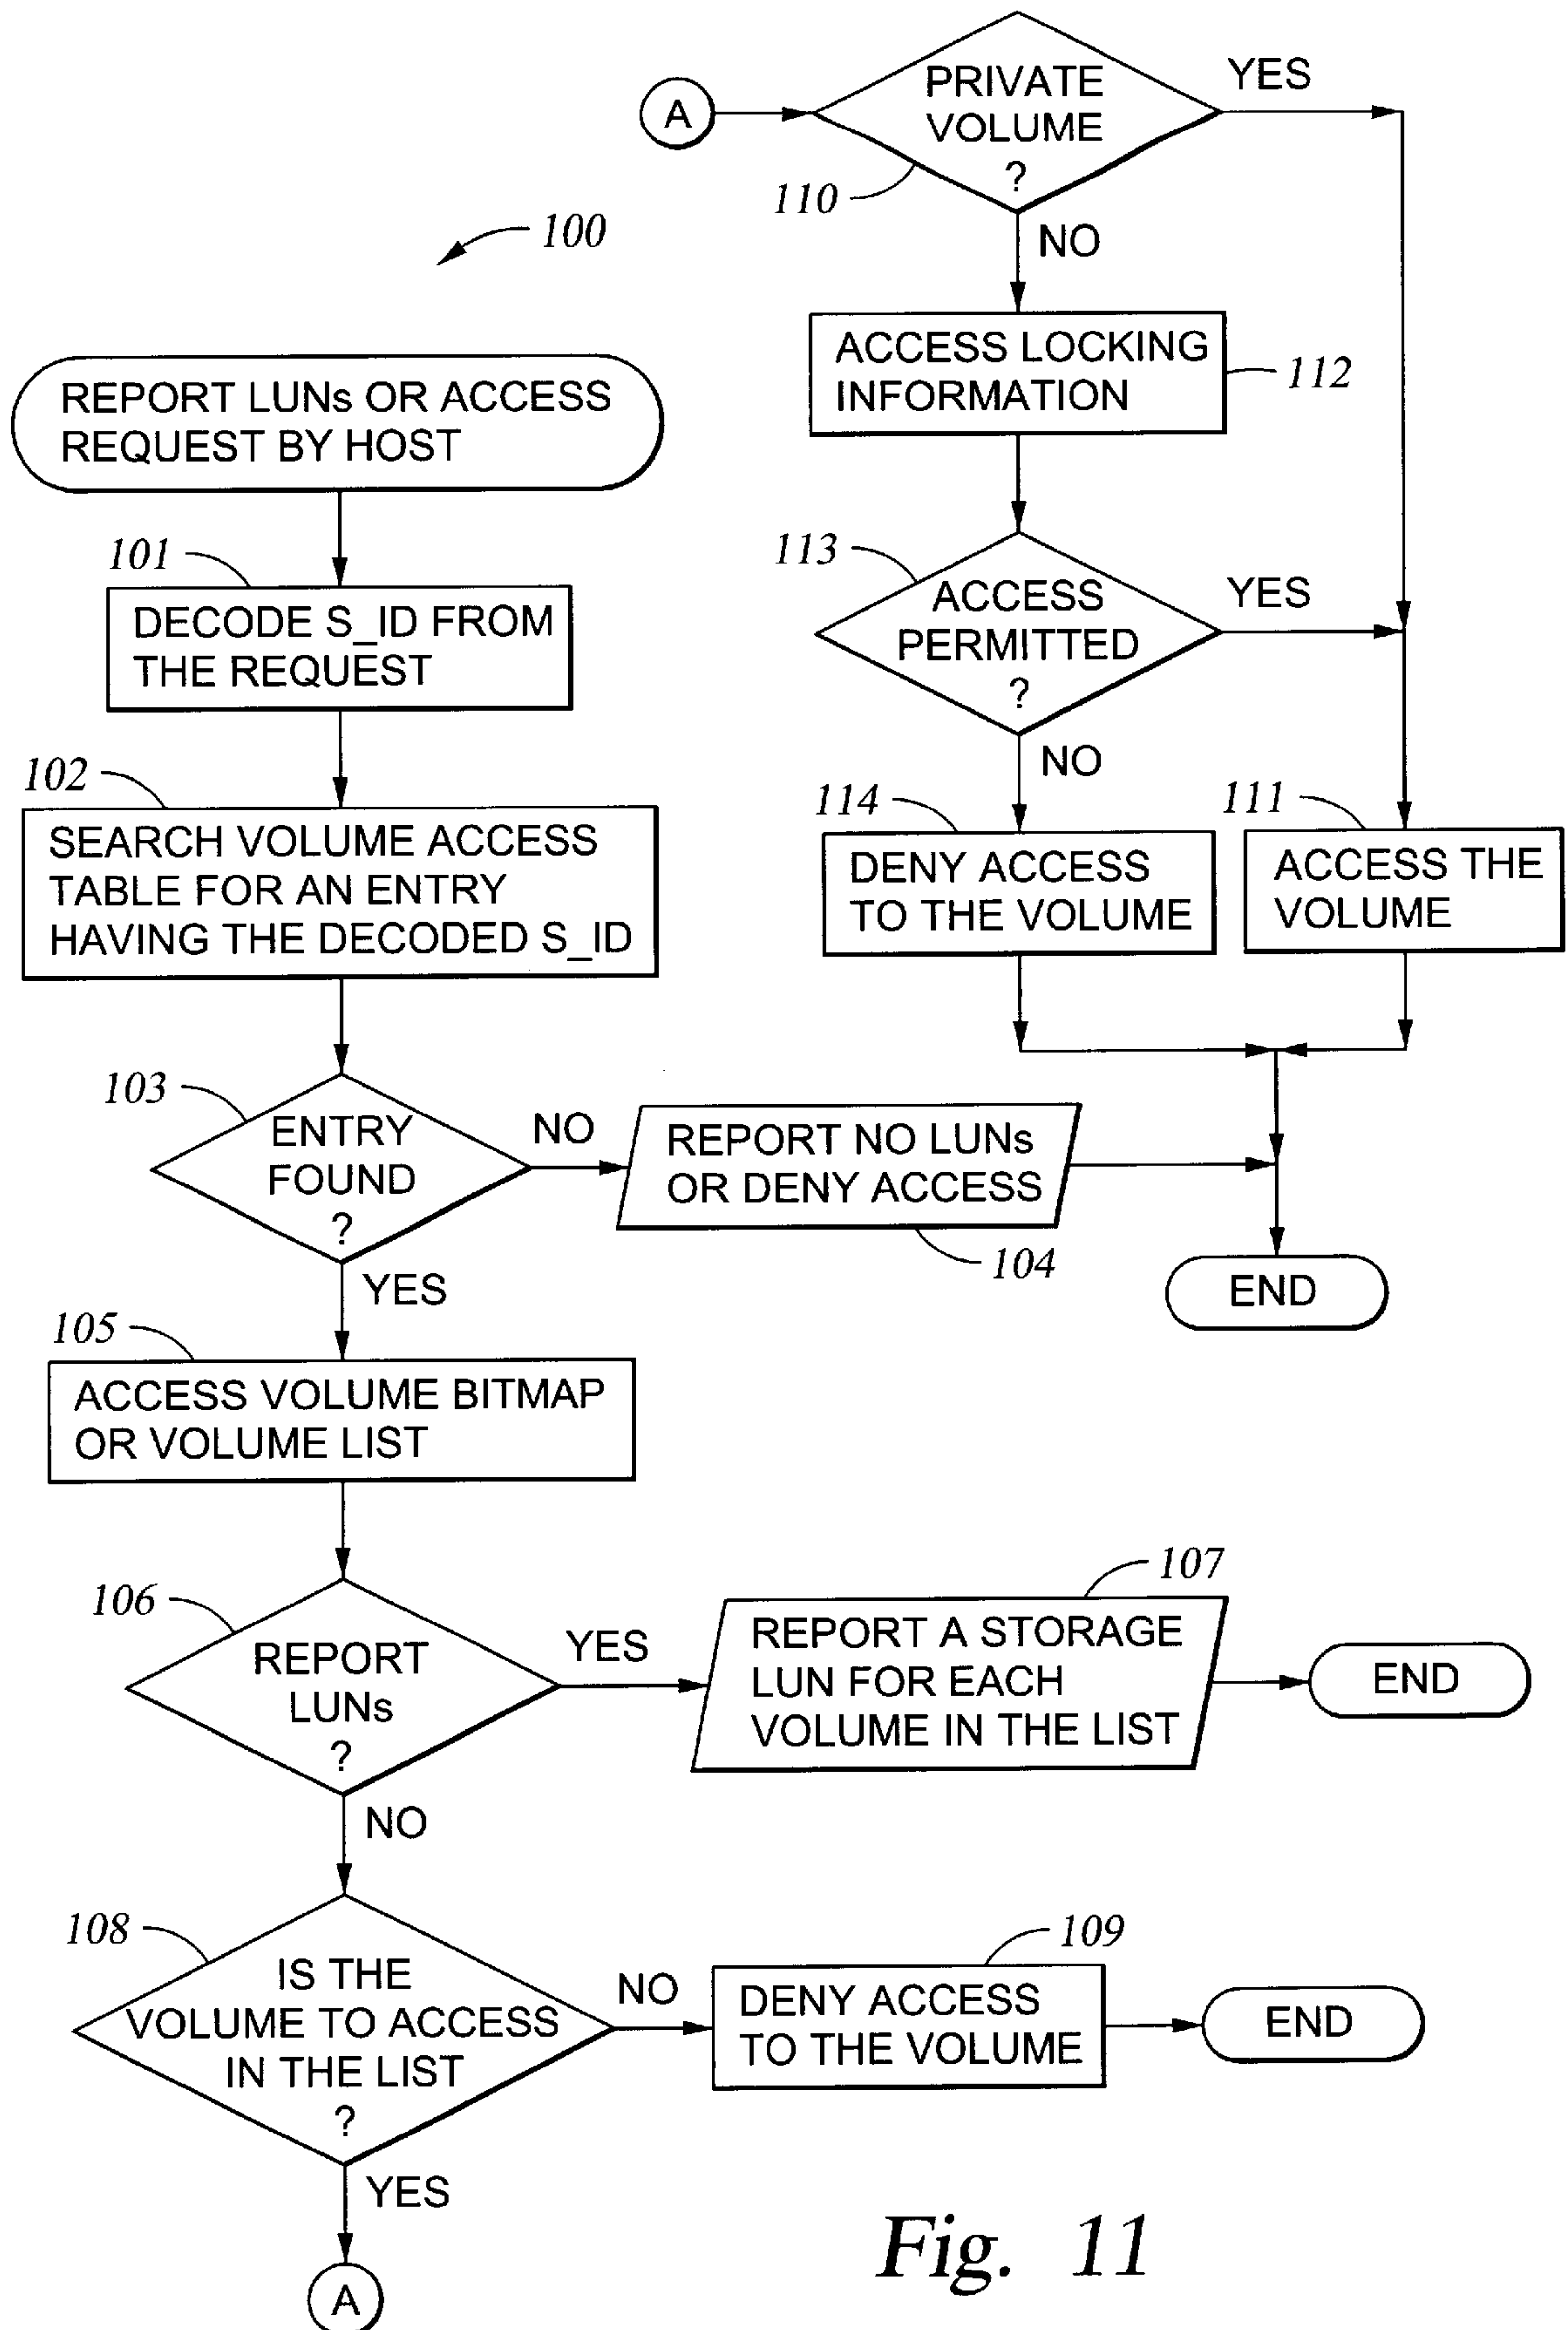 A
PRIVATE
VOLUME
?
YES
110
NO
100
ACCESS LOCKING
INFORMATION
112
REPORT LUNs OR ACCESS
REQUEST BY HOST
101
DECODE S_ID FROM
THE REQUEST
113
ACCESS
PERMITTED
?
YES
NO
102
SEARCH VOLUME ACCESS
TABLE FOR AN ENTRY
HAVING THE DECODED S_ID
114
DENY ACCESS
TO THE VOLUME
111
ACCESS THE
VOLUME
103
ENTRY
FOUND
?
NO
REPORT NO LUNs
OR DENY ACCESS
104
END
YES
105
ACCESS VOLUME BITMAP
OR VOLUME LIST
106
REPORT
LUNs
?
YES
107
REPORT A STORAGE
LUN FOR EACH
VOLUME IN THE LIST
END
NO
108
IS THE
VOLUME TO ACCESS
IN THE LIST
?
NO
109
DENY ACCESS
TO THE VOLUME
END
YES
A
Fig. 11